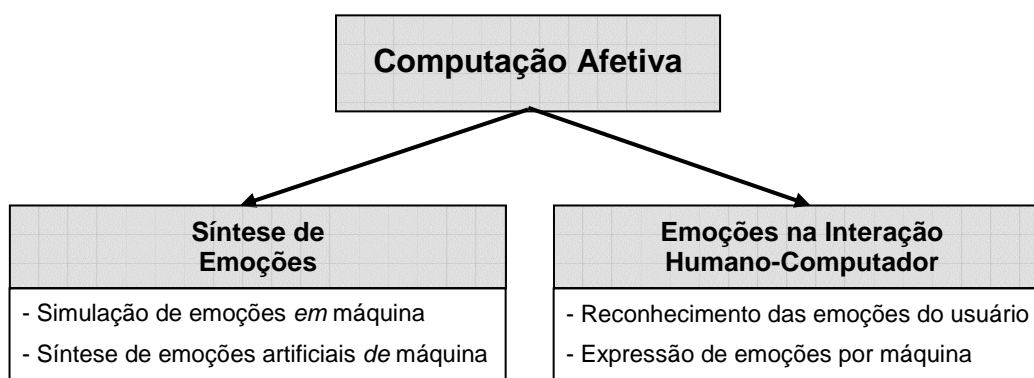 Computação Afetiva
Síntese de
Emoções
- Simulação de emoções em máquina
- Síntese de emoções artificiais de máquina
Emoções na Interação
Humano-Computador
- Reconhecimento das emoções do usuário
- Expressão de emoções por máquina